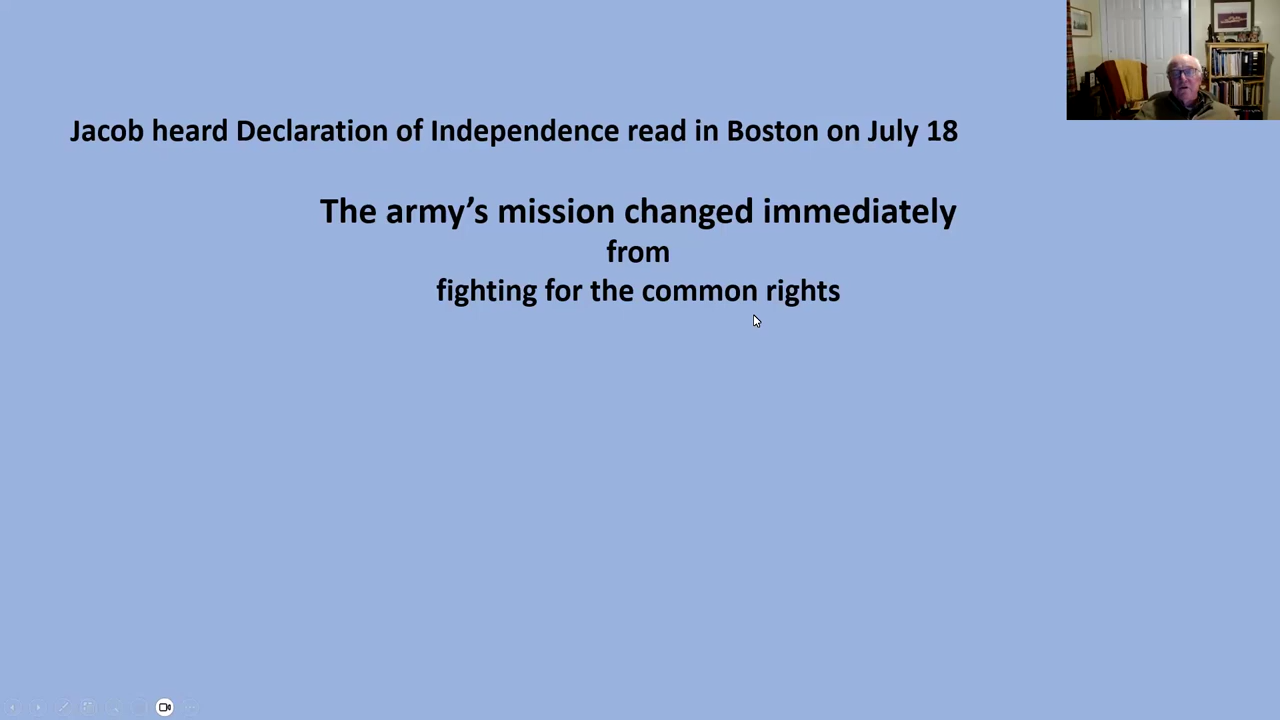 Jacob heard Declaration of Independence read in Boston on July 18
The army’s mission changed immediately
from
fighting for the common rights